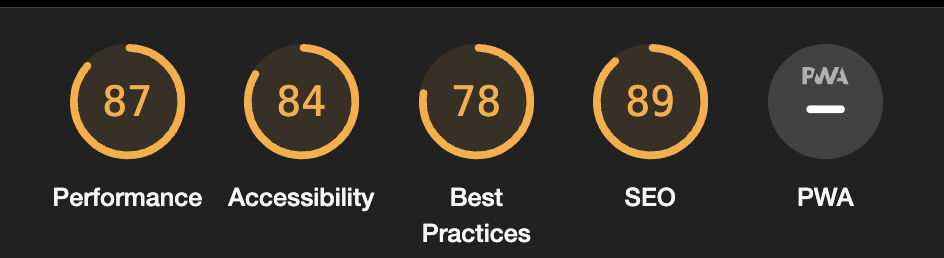 87
84
78
89
PWA
Performance
Accessibility
Best
Practices
SEO
PWA